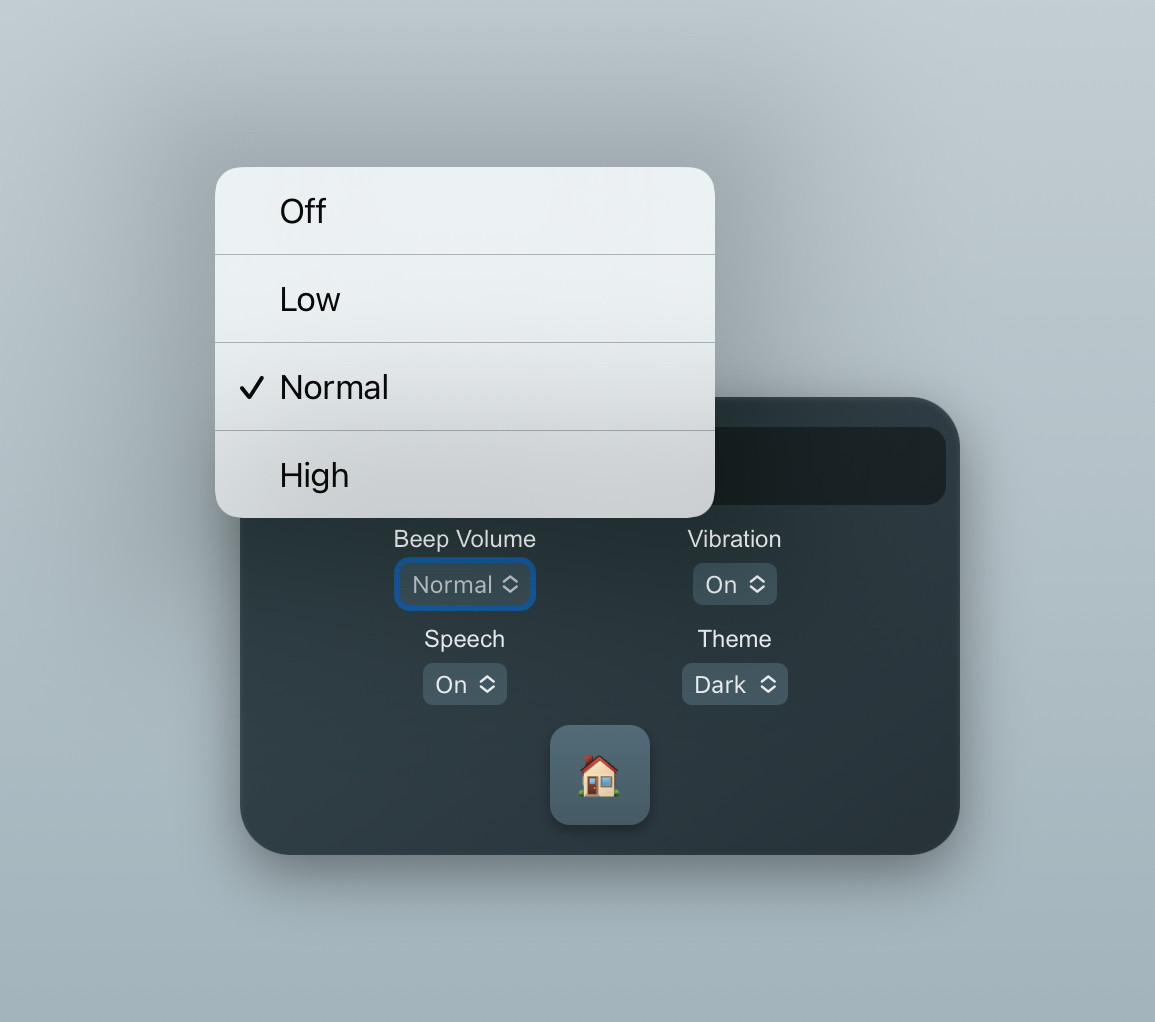 Off
Low
Normal
High
Beep Volume
Vibration
Normal
On
Speech
Theme
On
Dark